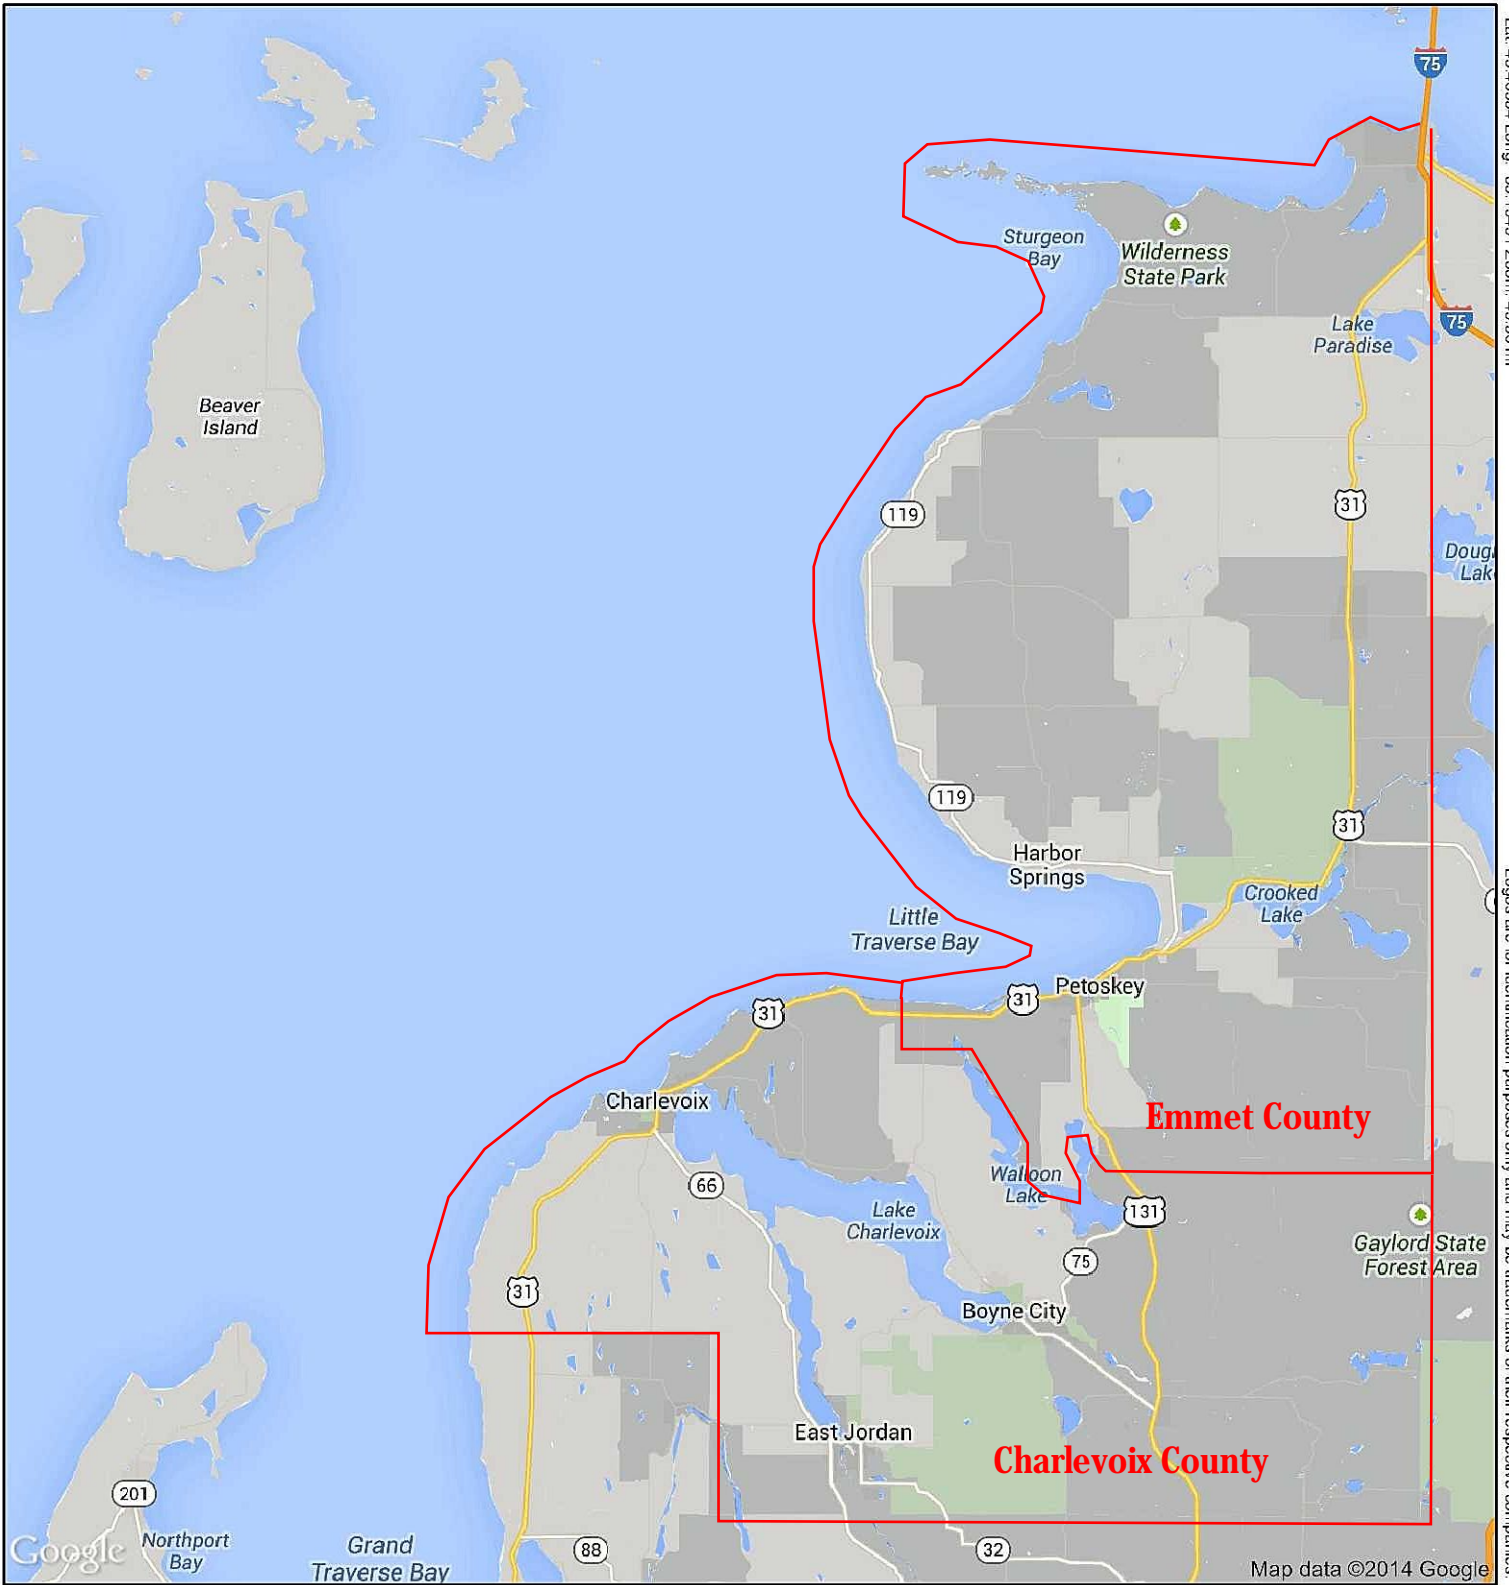 75
Sturgeon
Bay
Wilderness
State Park
Lake
Paradise
75
Beaver
Island
119
31
119
31
Harbor
Springs
Crooked
Lake
Little
Traverse Bay
31
31
Petoskey
Charlevoix
Emmet County
66
Walloon
Lake
Lake
Charlevoix
131
75
Gaylord State
Forest Area
31
Boyne City
East Jordan
Charlevoix County
201
Northport
Bay
Grand
Traverse Bay
88
32
Google
Map data ©2014 Google